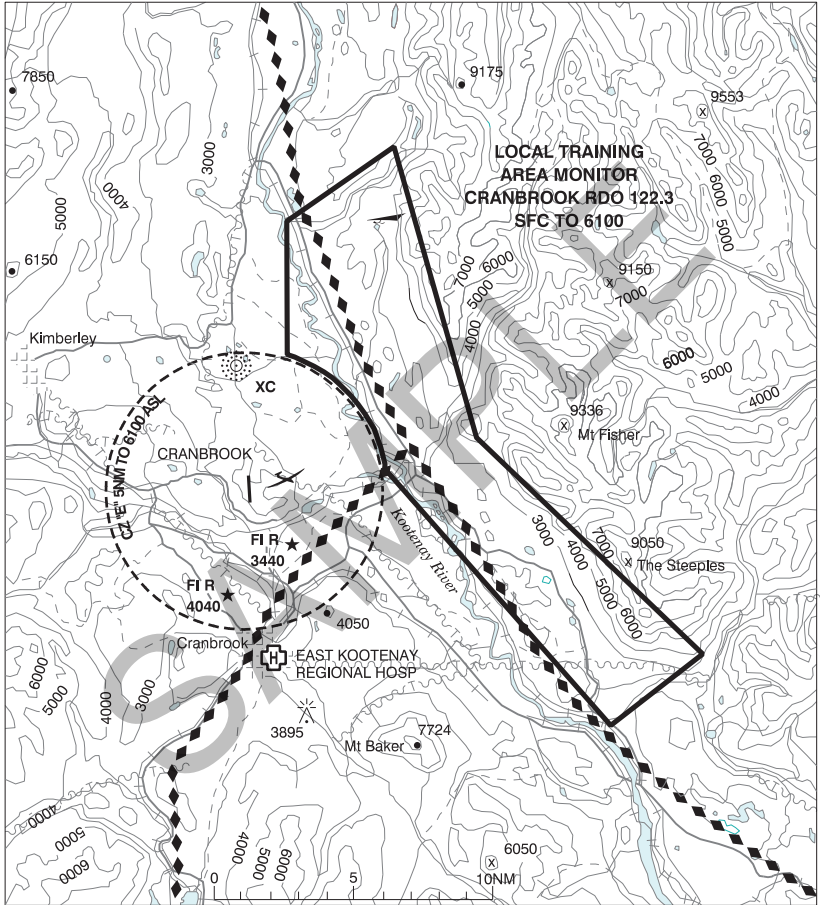 7850
9175
9553
LOCAL TRAINING
AREA MONITOR
CRANBROOK RDO 122.3
SFC TO 6100
3000
4000
5000
7000
6000
5000
6150
7000
6000
5000
9150
7000
4000
Kimberley
6000
5000
4000
XC
9336
Mt Fisher
CZ "E" 5NM TO 6100 ASL
CRANBROOK
Kootenay River
3000
4000
7000
5000
6000
9050
The Steeples
FI R
3440
FI R
4040
4050
Cranbrook
H
EAST KOOTENAY
REGIONAL HOSP
6000
5000
4000
3000
3895
7724
Mt Baker
4000
5000
6000
4000
5000
6000
6050
0
5
10NM
SAMPLE